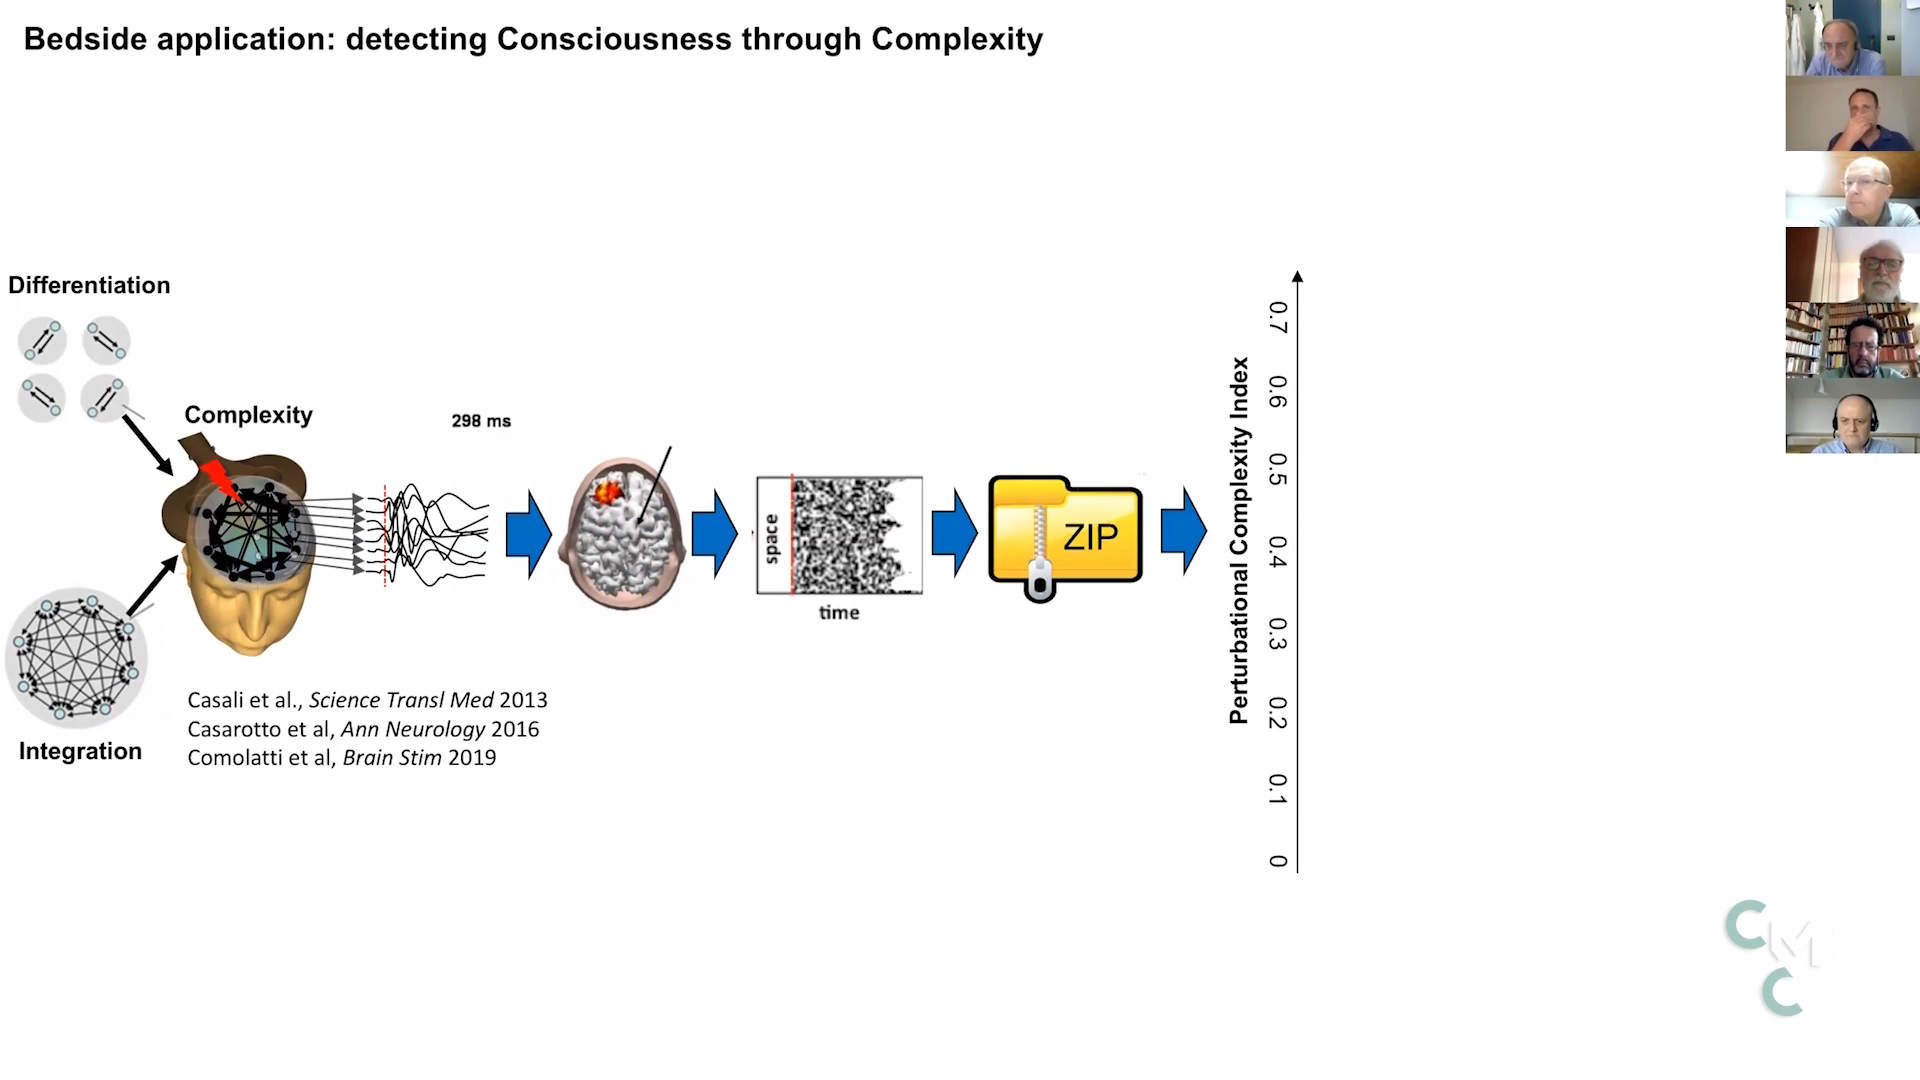 Bedside application: detecting Consciousness through Complexity
Differentiation
Complexity
298 ms
space
time
ZIP
Perturbational Complexity Index
0.7
0.6
0.5
0.4
0.3
0.2
0.1
0
Integration
Casali et al., Science Transl Med 2013
Casarotto et al, Ann Neurology 2016
Comolatti et al, Brain Stim 2019
C
M
C